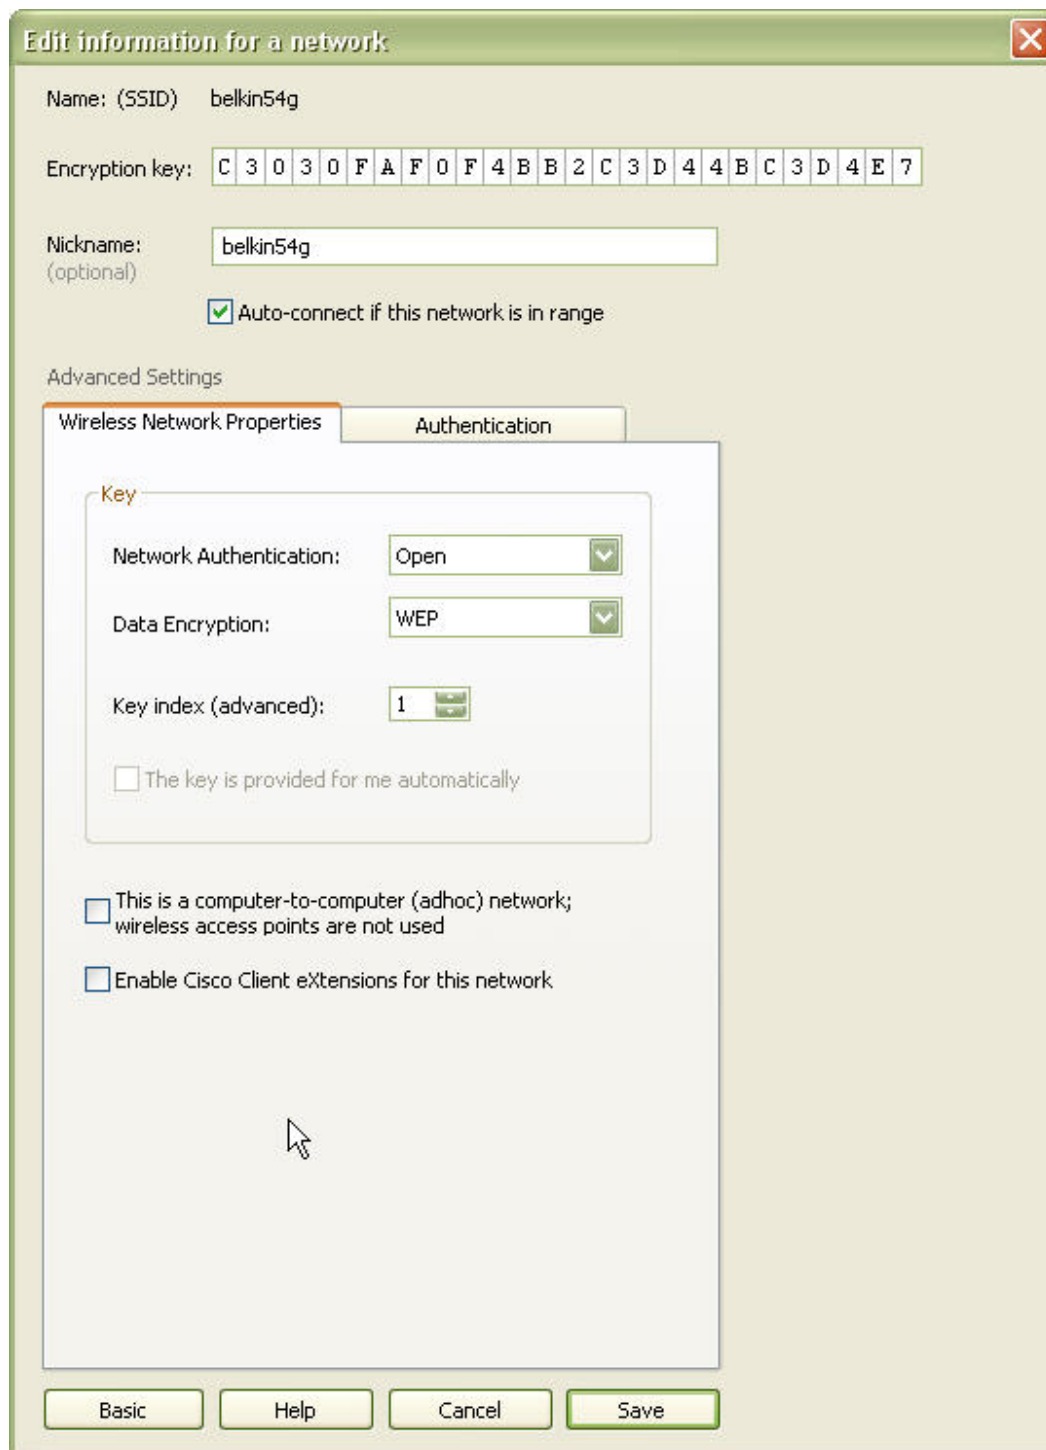 Edit information for a network
Name: (SSID) belkin54g
Encryption key: C 3 0 3 0 F A F 0 F 4 B B 2 C 3 D 4 4 B C 3 D 4 E 7
Nickname: belkin54g
(optional)
Auto-connect if this network is in range
Advanced Settings
Wireless Network Properties Authentication
Key
Network Authentication: Open
Data Encryption: WEP
Key index (advanced): 1
The key is provided for me automatically
This is a computer-to-computer (adhoc) network;
wireless access points are not used
Enable Cisco Client eXtensions for this network
Basic Help Cancel Save